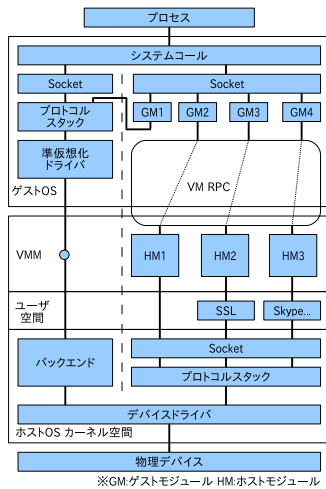 プロセス
システムコール
Socket
Socket
プロトコル
スタック
GM1
GM2
GM3
GM4
準仮想化
ドライバ
ゲストOS
VM RPC
VMM
HM1
HM2
HM3
ユーザ
空間
SSL
Skype...
バックエンド
Socket
プロトコルスタック
デバイスドライバ
ホストOS カーネル空間
物理デバイス
※GM:ゲストモジュール HM:ホストモジュール